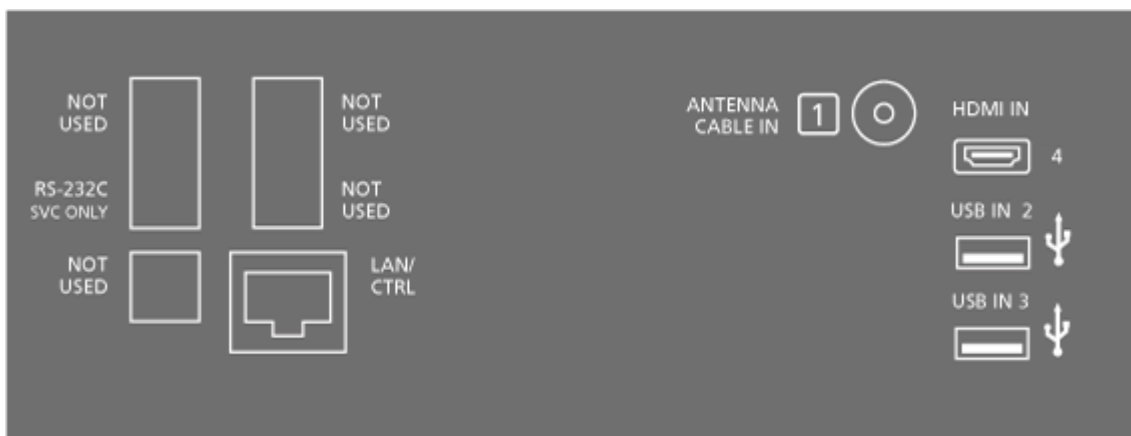 NOT
USED
RS-232C
SVC ONLY
NOT
USED
NOT
USED
NOT
USED
LAN/
CTRL
ANTENNA
CABLE IN
1
HDMI IN
4
USB IN 2
USB IN 3